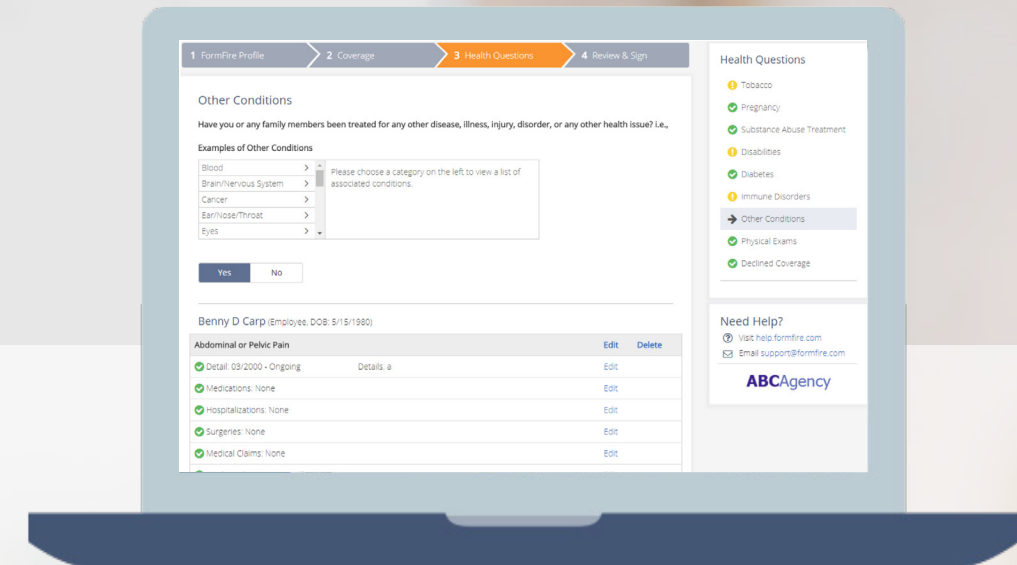 1 FormFire Profile
2 Coverage
3 Health Questions
4 Review & Sign
Other Conditions
Have you or any family members been treated for any other disease, illness, injury, disorder, or any other health issue? i.e.,
Examples of Other Conditions
Blood
Brain/Nervous System
Cancer
Ear/Nose/Throat
Eyes
Please choose a category on the left to view a list of
associated conditions.
Yes No
Benny D Carp (Employee, DOB: 5/15/1980)
Abdominal or Pelvic Pain Edit Delete
Detail: 03/2000 - Ongoing Details: a Edit
Medications: None Edit
Hospitalizations: None Edit
Surgeries: None Edit
Medical Claims: None Edit
Health Questions
Tobacco
Pregnancy
Substance Abuse Treatment
Disabilities
Diabetes
Immune Disorders
Other Conditions
Physical Exams
Declined Coverage
Need Help?
Visit help.formfire.com
Email support@formfire.com
ABCAgency